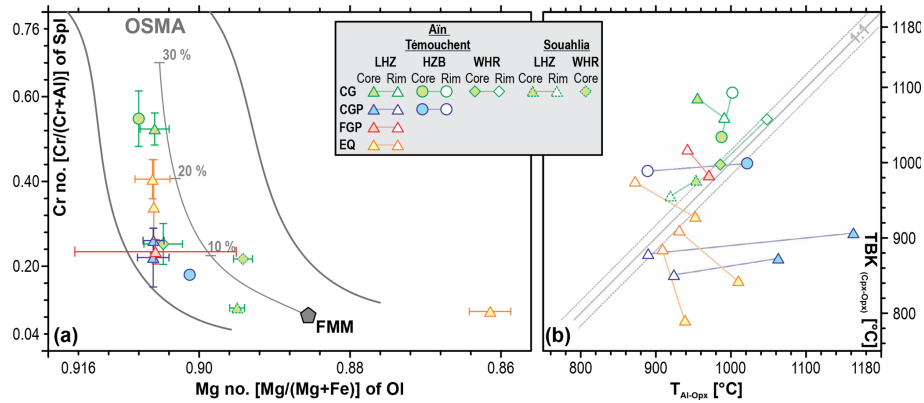 0.76
0.60
0.40
0.20
0.04
Cr no. [Cr/(Cr+Al)] of Spl
OSMA
30 %
20 %
10 %
FMM
(a)
0.916
0.90
0.88
0.86
Mg no. [Mg/(Mg+Fe)] of Ol
Aïn
Témouchent
Souahlia
LHZ HZB WHR LHZ WHR
Core Rim Core Rim Core Rim Core Rim Core
CG
CGP
FGP
EQ
1:1
(b)
1180
1100
1000
900
800
TBK (Cpx-Opx) [°C]
800
900
1000
1100
1180
T Al-Opx [°C]